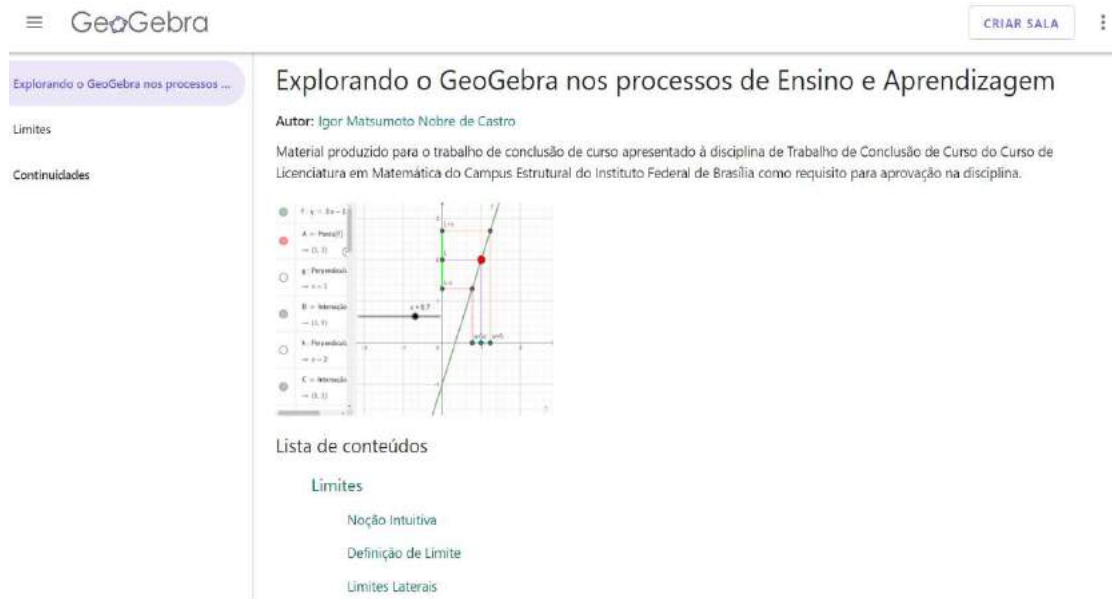 GeoGebra
CRIAR SALA
Explorando o GeoGebra nos processos ...
Limites
Continuidades
Explorando o GeoGebra nos processos de Ensino e Aprendizagem
Autor: Igor Matsumoto Nobre de Castro
Material produzido para o trabalho de conclusão de curso apresentado à disciplina de Trabalho de Conclusão de Curso do Curso de
Licenciatura em Matemática do Campus Estrutural do Instituto Federal de Brasília como requisito para aprovação na disciplina.
Lista de conteúdos
Limites
Noção Intuitiva
Definição de Limite
Limites Laterais